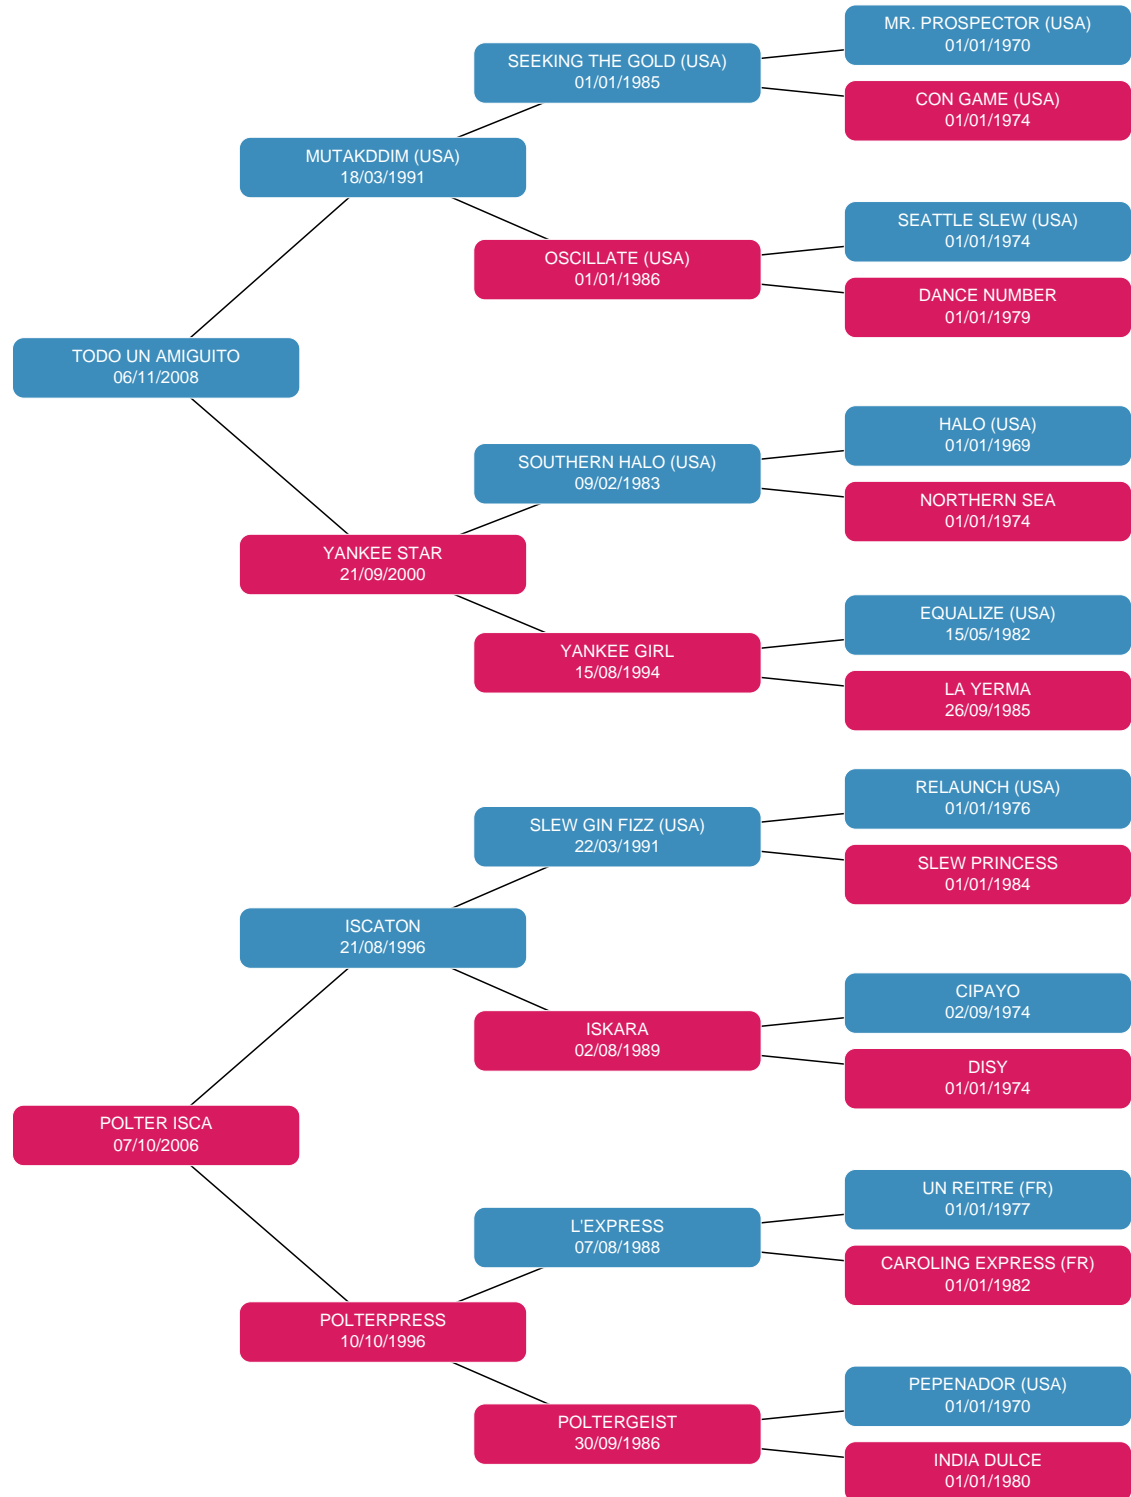 MR. PROSPECTOR (USA)
01/01/1970
SEEKING THE GOLD (USA)
01/01/1985
CON GAME (USA)
01/01/1974
MUTAKDDIM (USA)
18/03/1991
SEATTLE SLEW (USA)
01/01/1974
OSCILLATE (USA)
01/01/1986
DANCE NUMBER
01/01/1979
TODO UN AMIGUITO
06/11/2008
HALO (USA)
01/01/1969
SOUTHERN HALO (USA)
09/02/1983
NORTHERN SEA
01/01/1974
YANKEE STAR
21/09/2000
EQUALIZE (USA)
15/05/1982
YANKEE GIRL
15/08/1994
LA YERMA
26/09/1985
RELAUNCH (USA)
01/01/1976
SLEW GIN FIZZ (USA)
22/03/1991
SLEW PRINCESS
01/01/1984
ISCATON
21/08/1996
CIPAYO
02/09/1974
ISKARA
02/08/1989
DISY
01/01/1974
POLTER ISCA
07/10/2006
UN REITRE (FR)
01/01/1977
L'EXPRESS
07/08/1988
CAROLING EXPRESS (FR)
01/01/1982
POLTERPRESS
10/10/1996
PEPENADOR (USA)
01/01/1970
POLTERGEIST
30/09/1986
INDIA DULCE
01/01/1980